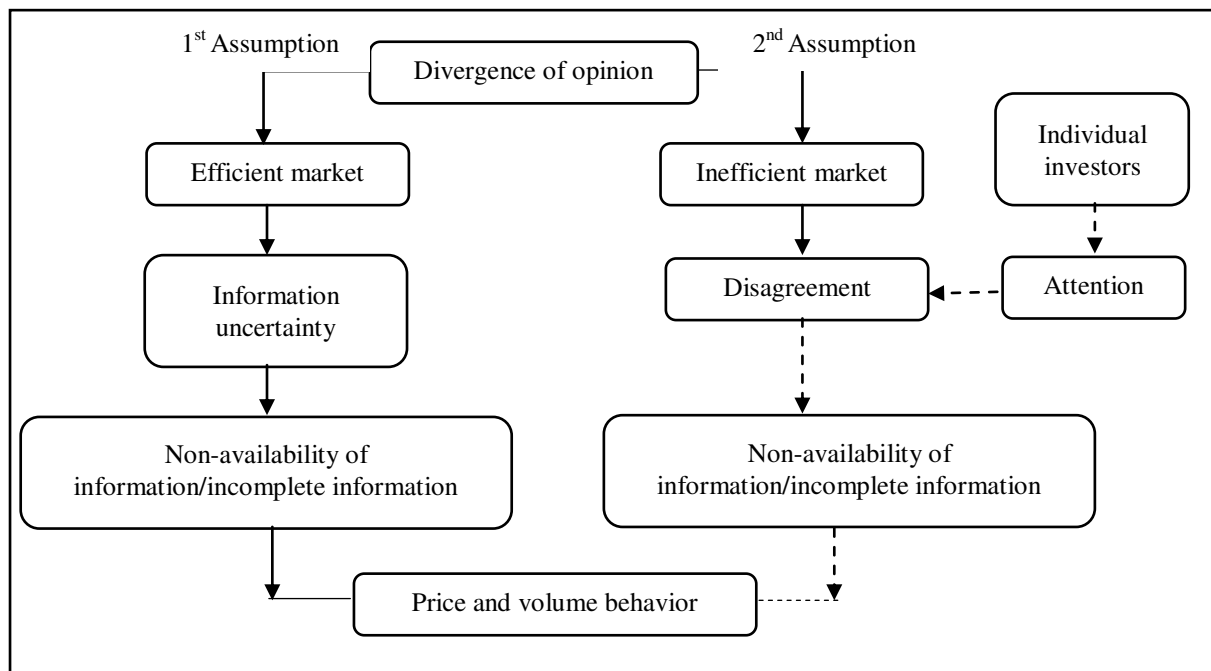 1st Assumption
2nd Assumption
Divergence of opinion
Efficient market
Inefficient market
Individual
investors
Information
uncertainty
Disagreement
Attention
Non-availability of
information/incomplete information
Non-availability of
information/incomplete information
Price and volume behavior